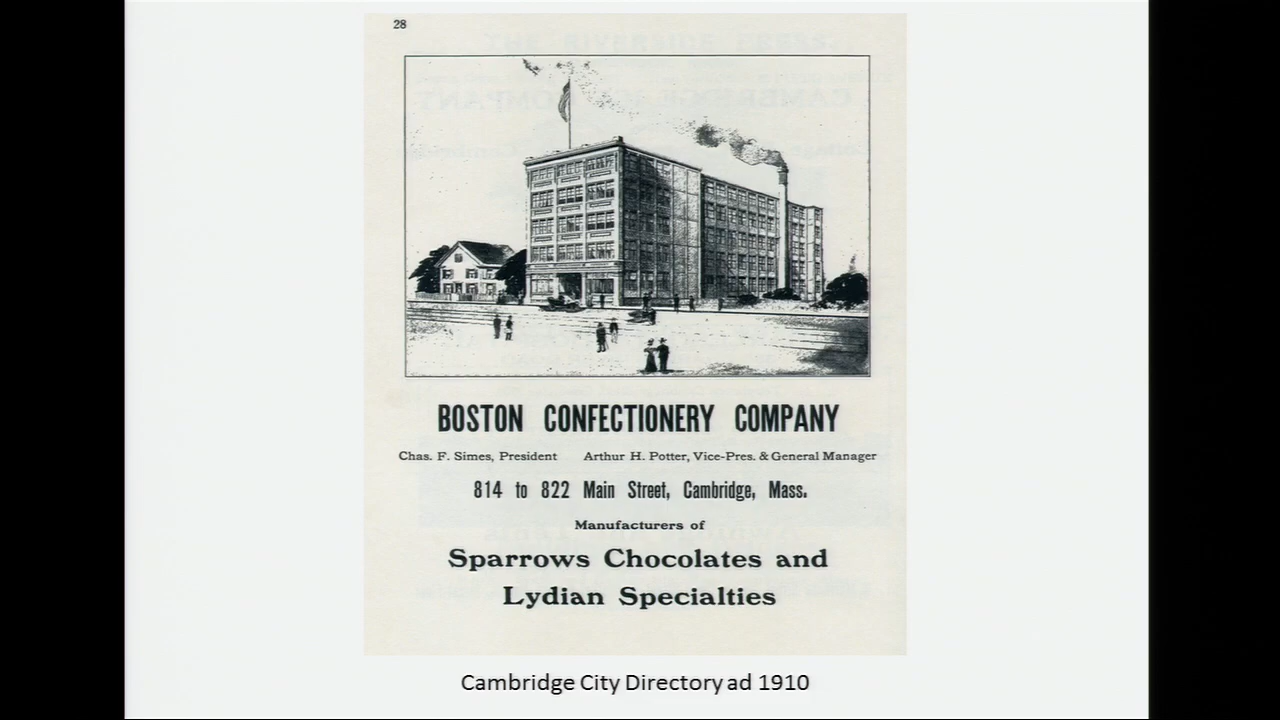 28
BOSTON CONFECTIONERY COMPANY
Chas. F. Simes, President Arthur H. Potter, Vice-Pres. & General Manager
814 to 822 Main Street, Cambridge, Mass.
Manufacturers of
Sparrows Chocolates and
Lydian Specialties
Cambridge City Directory ad 1910